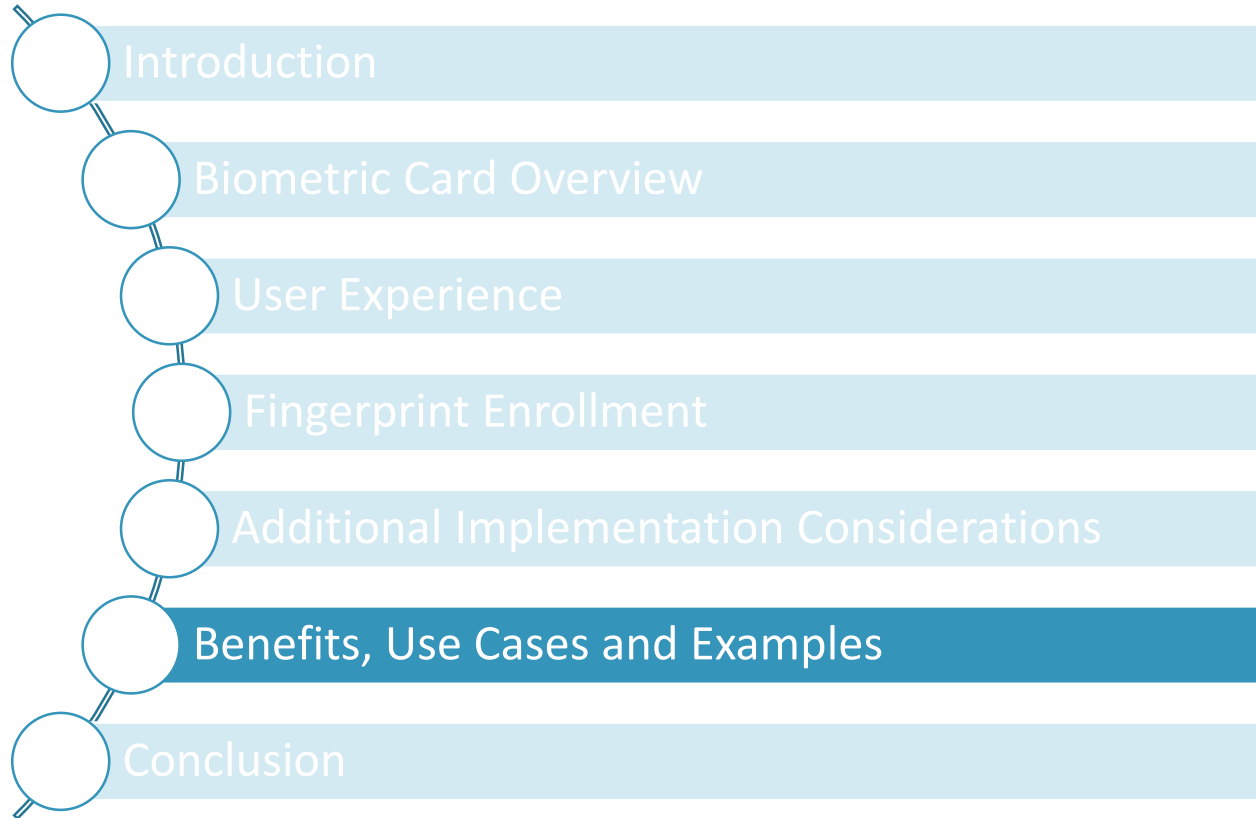 Introduction
Biometric Card Overview
User Experience
Fingerprint Enrollment
Additional Implementation Considerations
Benefits, Use Cases and Examples
Conclusion